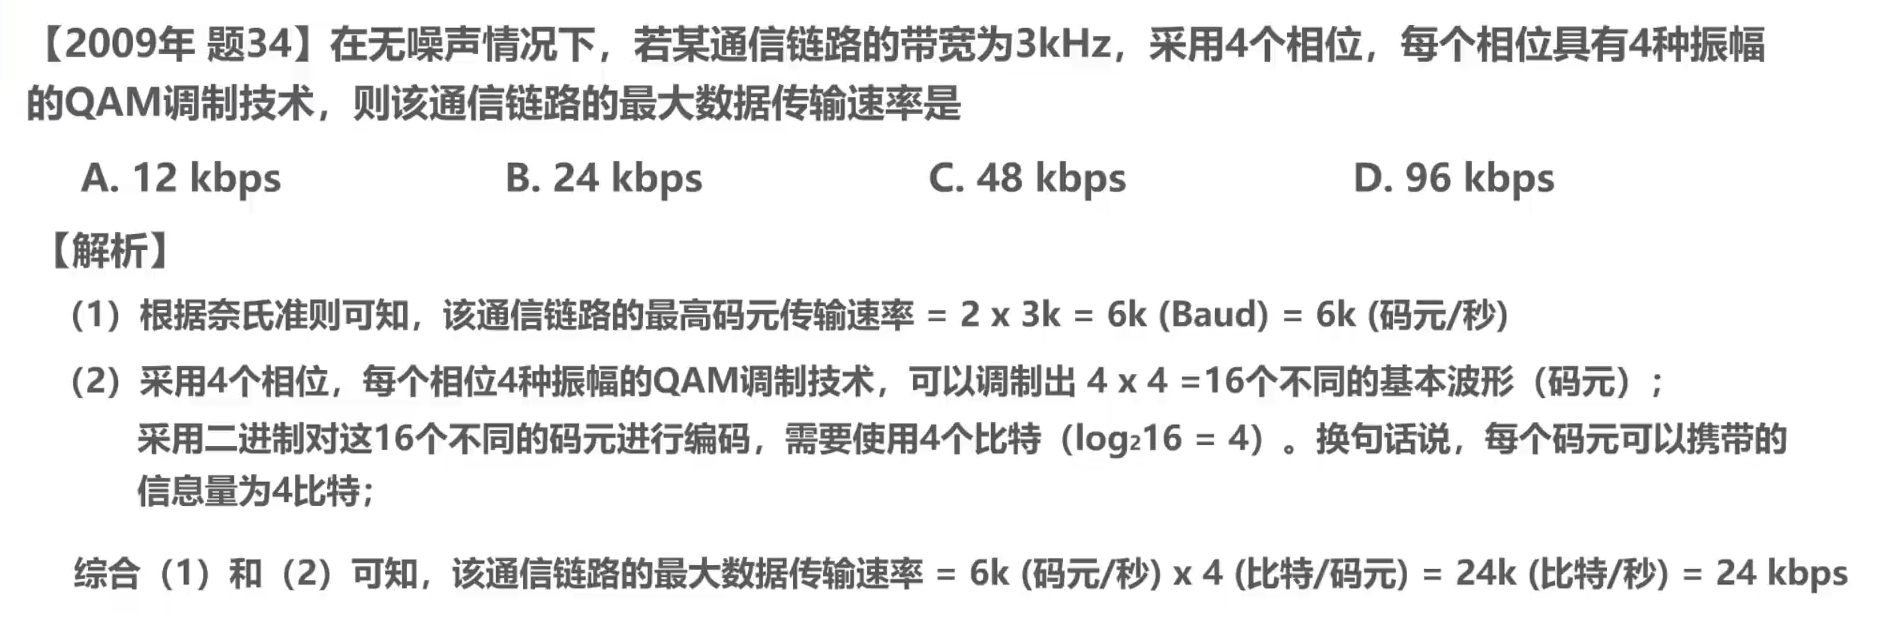 【2009年 题34】在无噪声情况下，若某通信链路的带宽为3kHz，采用4个相位，每个相位具有4种振幅
的QAM调制技术，则该通信链路的最大数据传输速率是
A. 12 kbps B. 24 kbps C. 48 kbps D. 96 kbps
【解析】
（1）根据奈氏准则可知，该通信链路的最高码元传输速率 = 2 x 3k = 6k (Baud) = 6k (码元/秒)
（2）采用4个相位，每个相位4种振幅的QAM调制技术，可以调制出 4 x 4 =16个不同的基本波形（码元）；
采用二进制对这16个不同的码元进行编码，需要使用4个比特（log₂16 = 4）。换句话说，每个码元可以携带的
信息量为4比特；
综合（1）和（2）可知，该通信链路的最大数据传输速率 = 6k (码元/秒) x 4 (比特/码元) = 24k (比特/秒) = 24 kbps